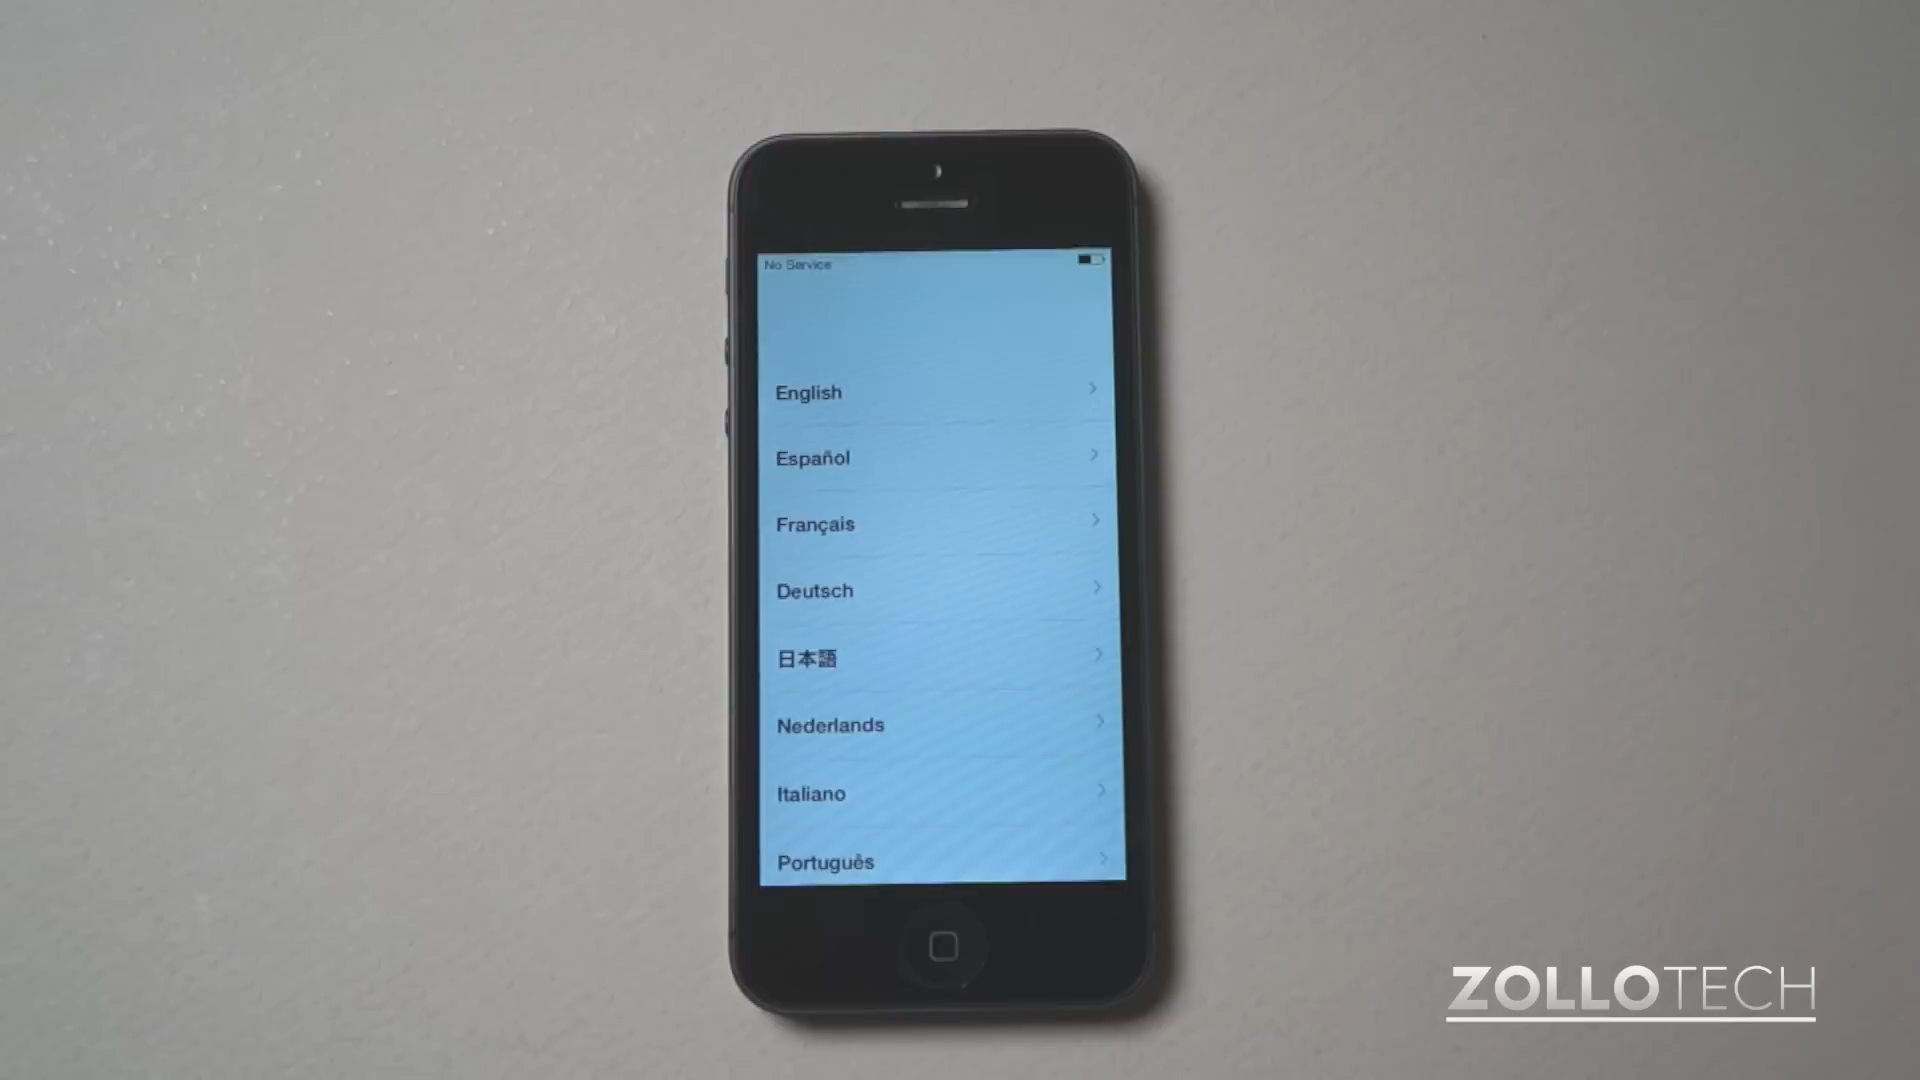 No Service
English
Español
Français
Deutsch
日本語
Nederlands
Italiano
Português
ZOLLOTECH